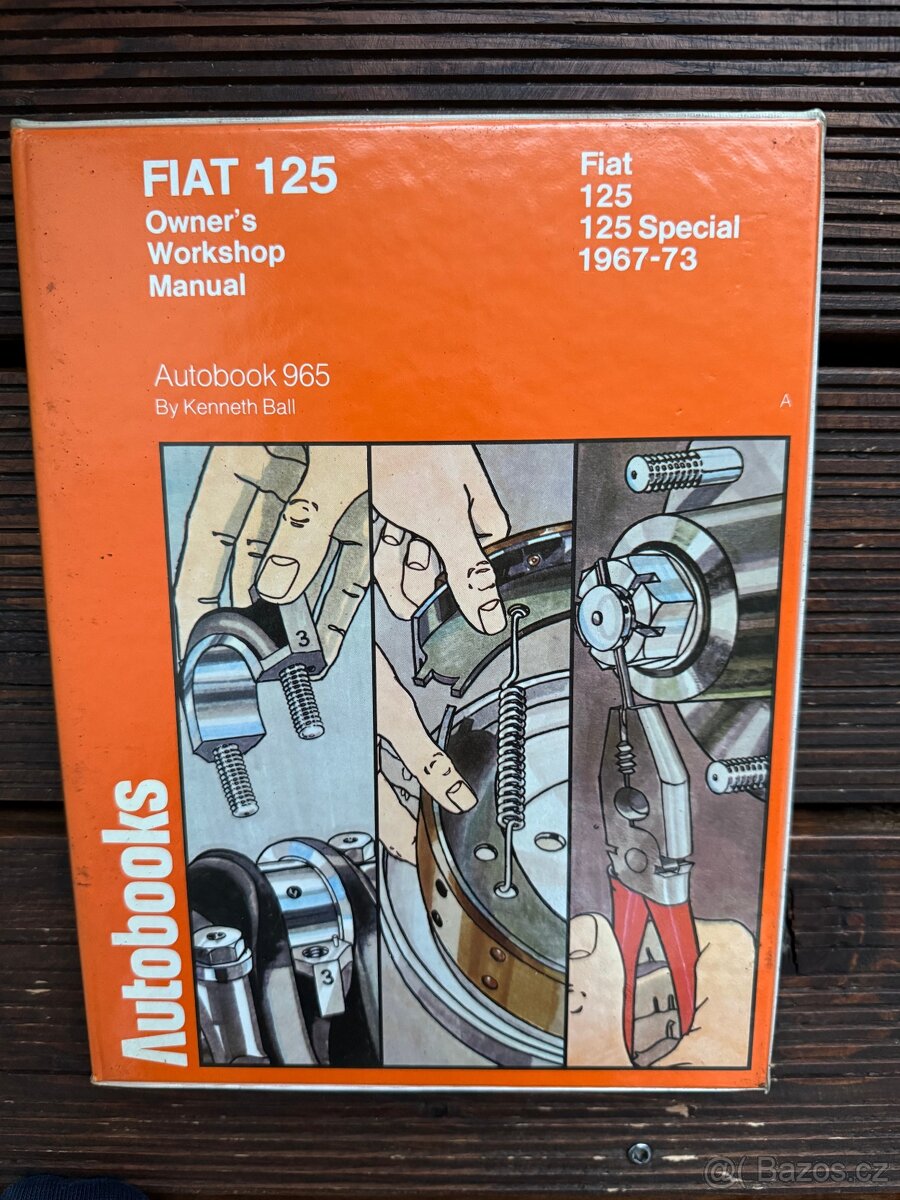 FIAT 125
Owner's
Workshop
Manual
Fiat
125
125 Special
1967-73
Autobook 965
By Kenneth Ball
A
3
3
Autobooks
@( Bazos.cz